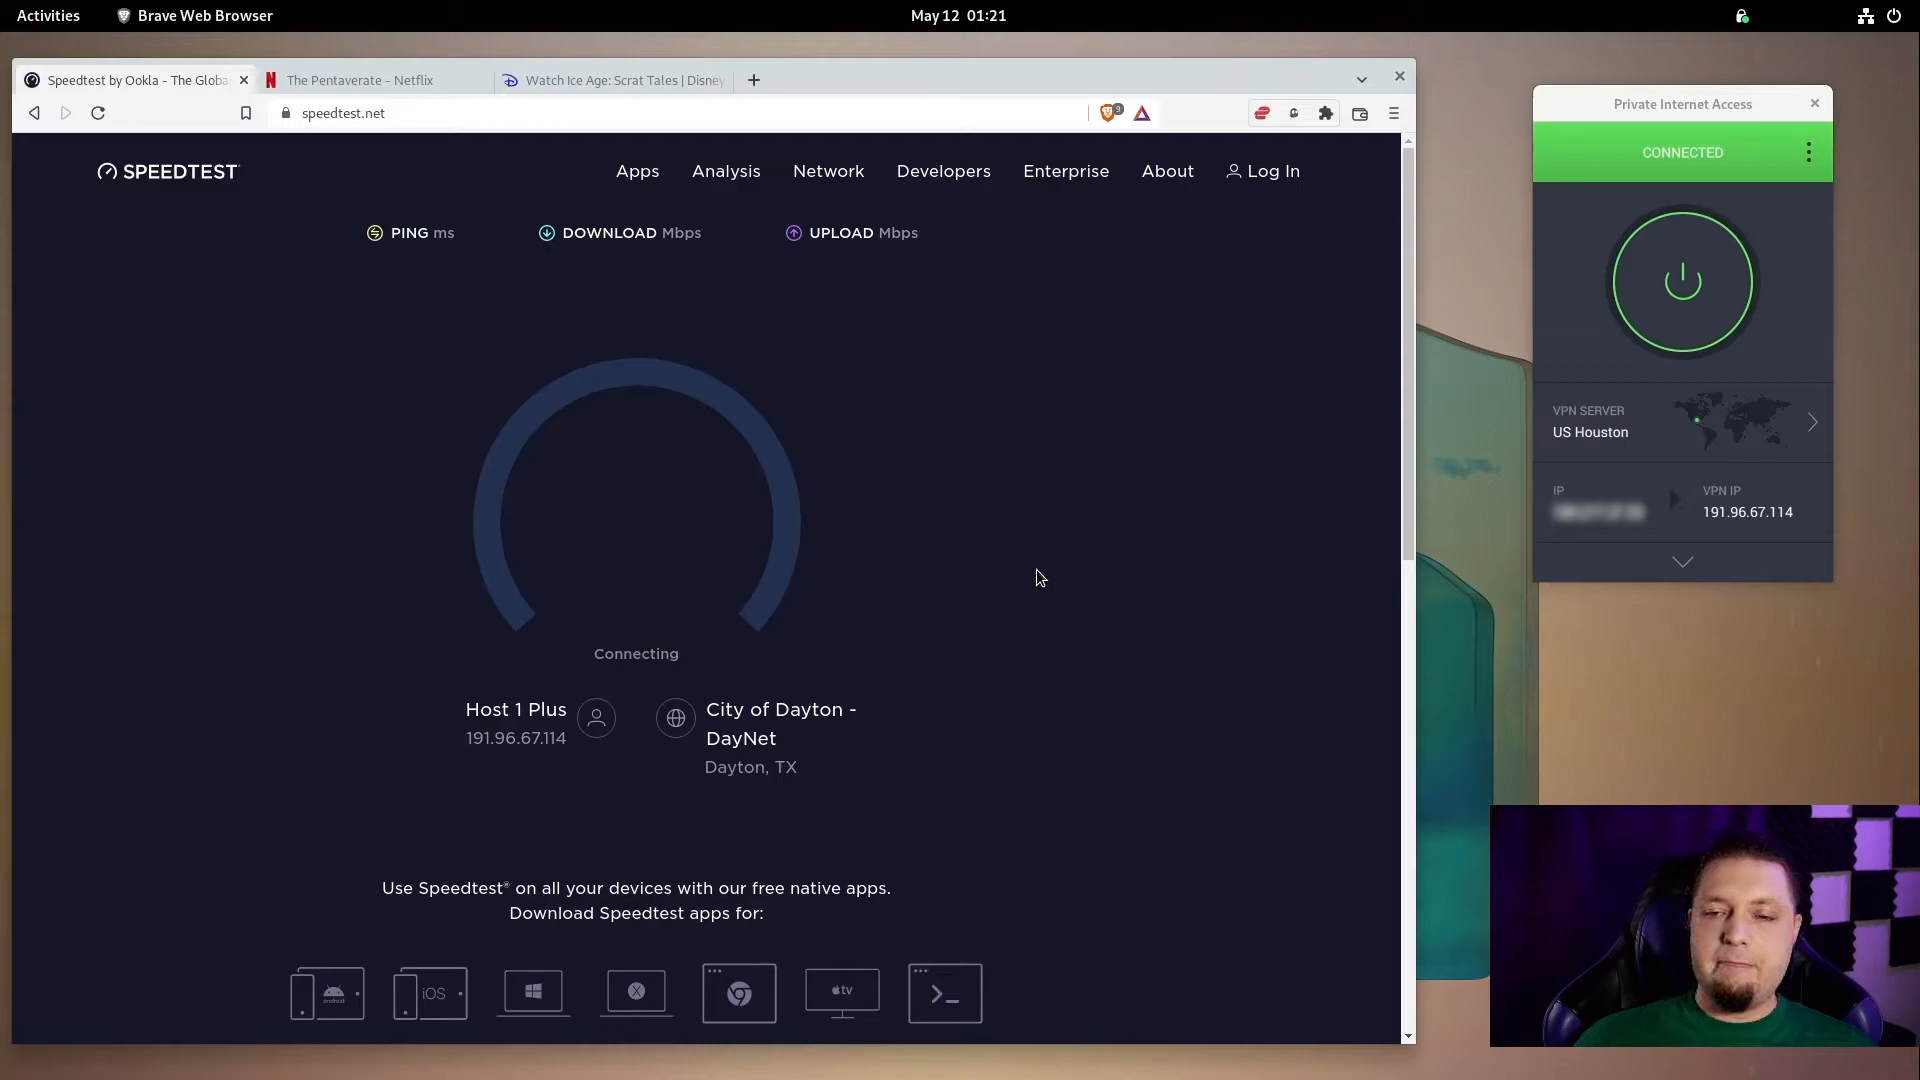 Activities
Brave Web Browser
May 12 01:21
Speedtest by Ookla - The Globa
The Pentaverate - Netflix
Watch Ice Age: Scrat Tales | Disney
speedtest.net
9
SPEEDTEST
Apps
Analysis
Network
Developers
Enterprise
About
Log In
PING ms
DOWNLOAD Mbps
UPLOAD Mbps
Connecting
Host 1 Plus
191.96.67.114
City of Dayton -
DayNet
Dayton, TX
Use Speedtest® on all your devices with our free native apps.
Download Speedtest apps for:
android
iOS
tv
Private Internet Access
CONNECTED
VPN SERVER
US Houston
IP
VPN IP
191.96.67.114